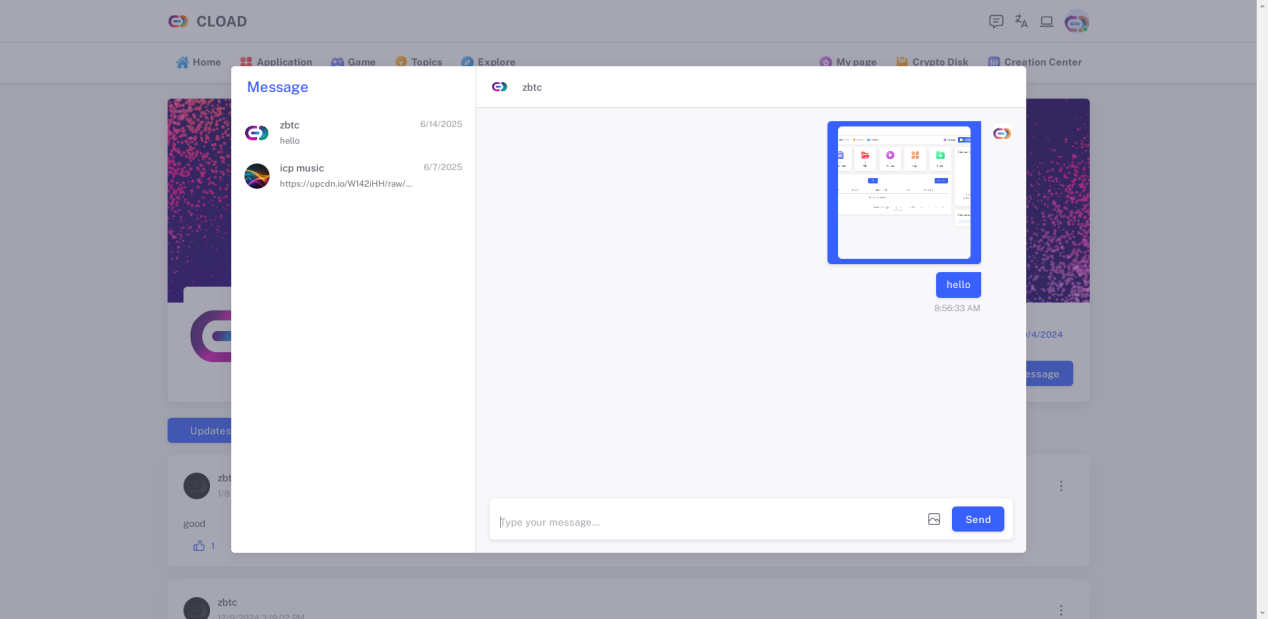 CLOAD
Home
Application
Game
Topics
Explore
My page
Crypto Disk
Creation Center
Message
zbtc
6/14/2025
hello
icp music
6/7/2025
https://upcdn.io/W142iHH/raw/...
zbtc
hello
8:56:33 AM
Type your message...
Send
/4/2024
essage
Updates
zbt
1/8
good
1
zbtc
12/9/2024 3:19:02 PM